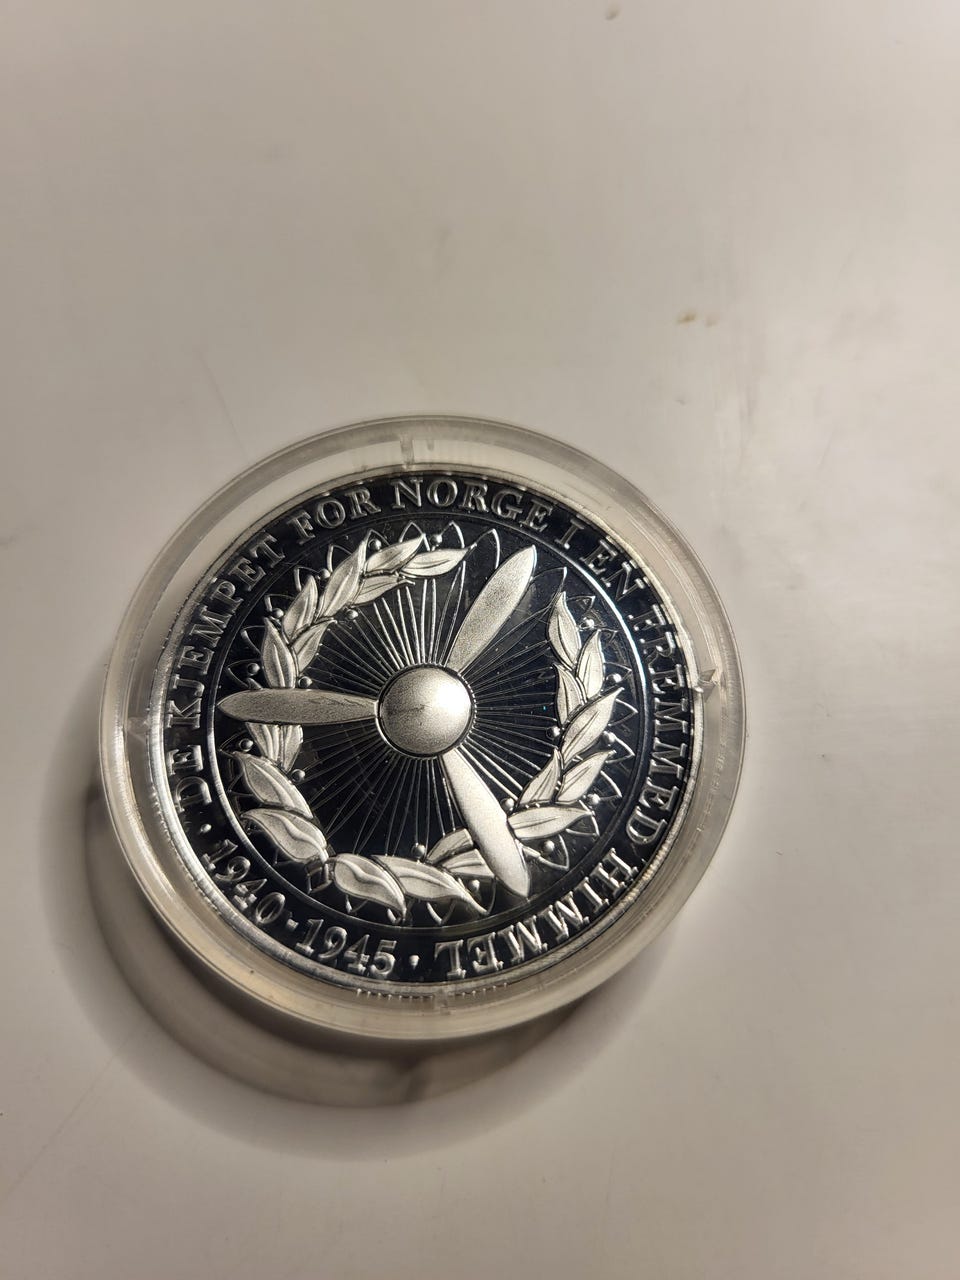 DE KJEMPET FOR NORGE I EN FREMMED HIMMEL
· 1940-1945 ·